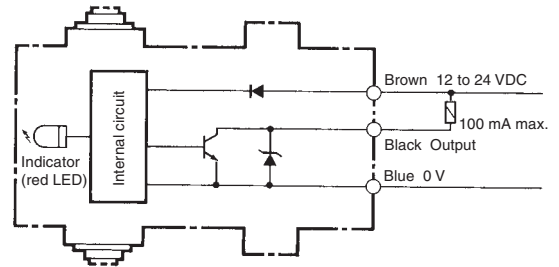 Brown 12 to 24 VDC
100 mA max.
Black Output
Blue 0 V
Internal circuit
Indicator
(red LED)